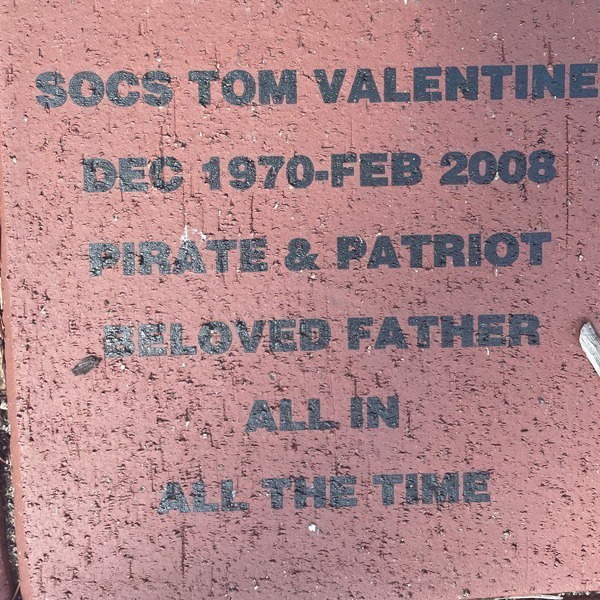 SOCS TOM VALENTINE
DEC 1970-FEB 2008
PIRATE & PATRIOT
BELOVED FATHER
ALL IN
ALL THE TIME